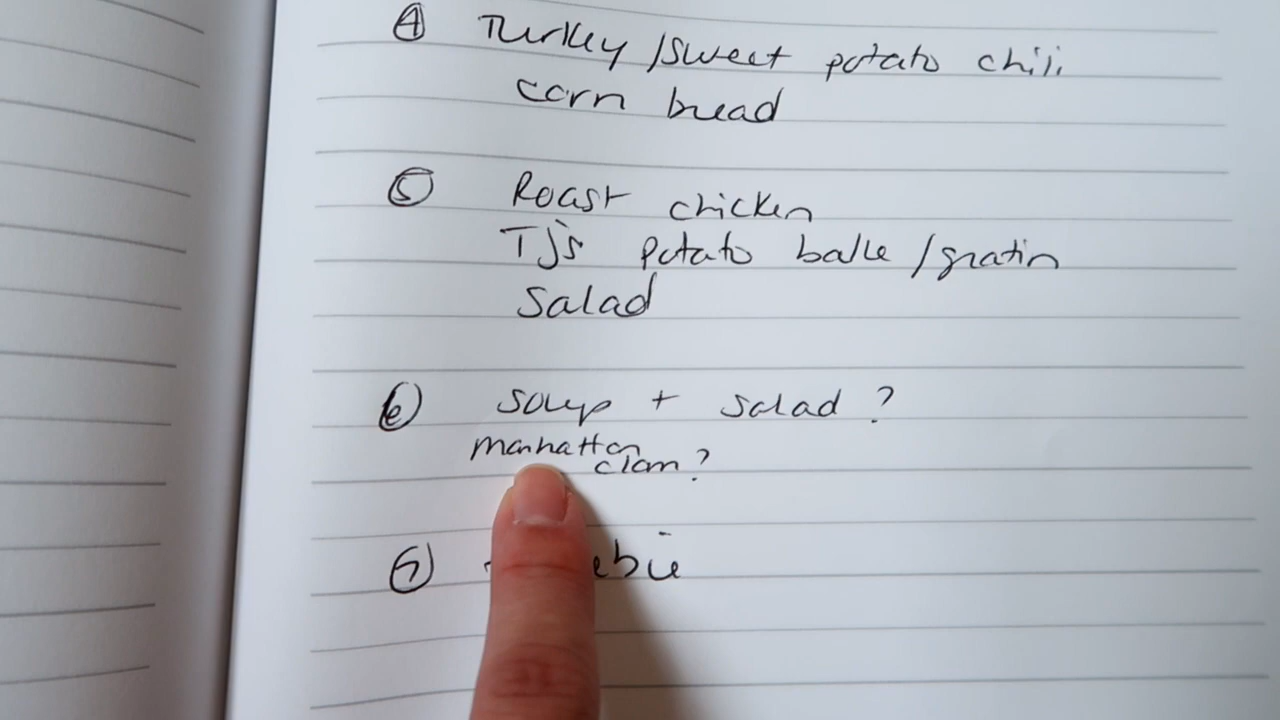 4 Turkey / sweet potato chili
corn bread
5 Roast chicken
TJ's potato bake / gratin
Salad
6 soup + salad ?
manhattan
clam ?
7